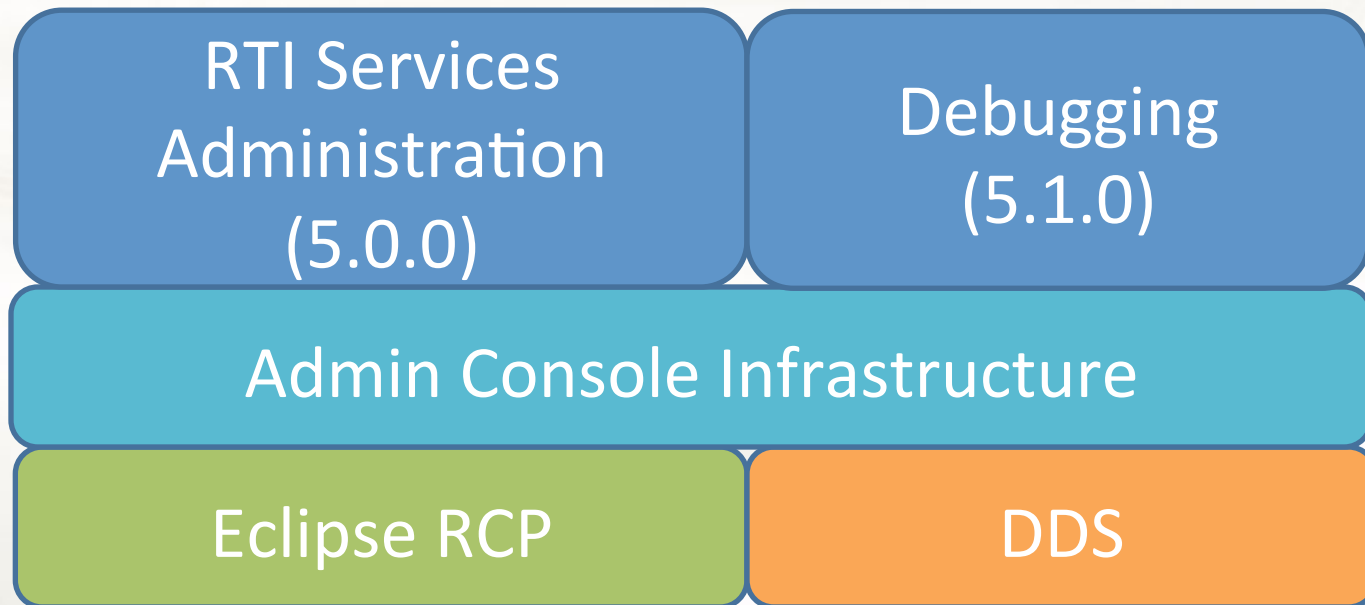 RTI Services
Administration
(5.0.0)
Debugging
(5.1.0)
Admin Console Infrastructure
Eclipse RCP
DDS